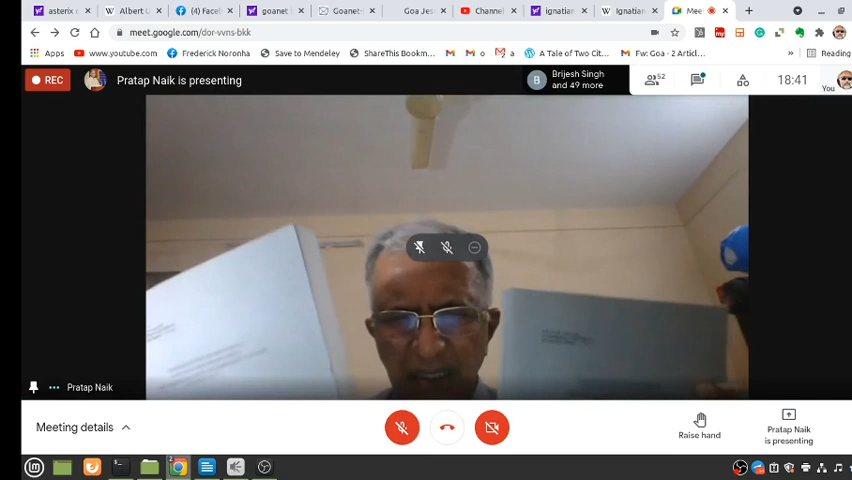 asterix c
Albert U
(4) Facel
goanet
Goanet-
Goa Jes
Channel
ignatian
Ignatian
Meet
meet.google.com/dor-vvns-bkk
Apps
www.youtube.com
Frederick Noronha
Save to Mendeley
ShareThis Bookm...
M
o
a
A Tale of Two Cit...
Fw: Goa - 2 Articl...
»
Reading
REC
Pratap Naik is presenting
B
Brijesh Singh
and 49 more
52
18:41
You
Pratap Naik
Meeting details
Raise hand
Pratap Naik
is presenting
2